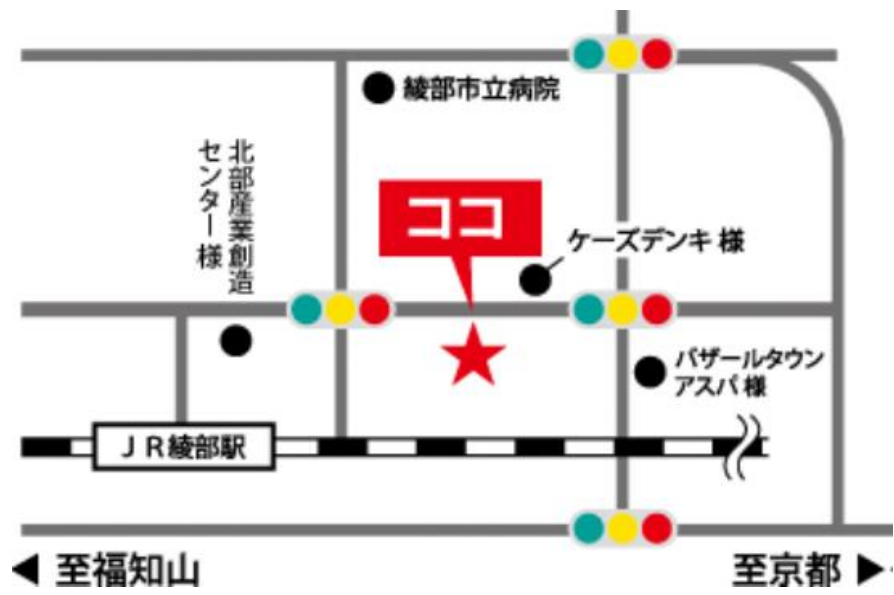 綾部市立病院
北部産業創造
センター様
ココ
ケーズデンキ 様
バザールタウン
アスパ 様
JR綾部駅
◀ 至福知山
至京都 ▶